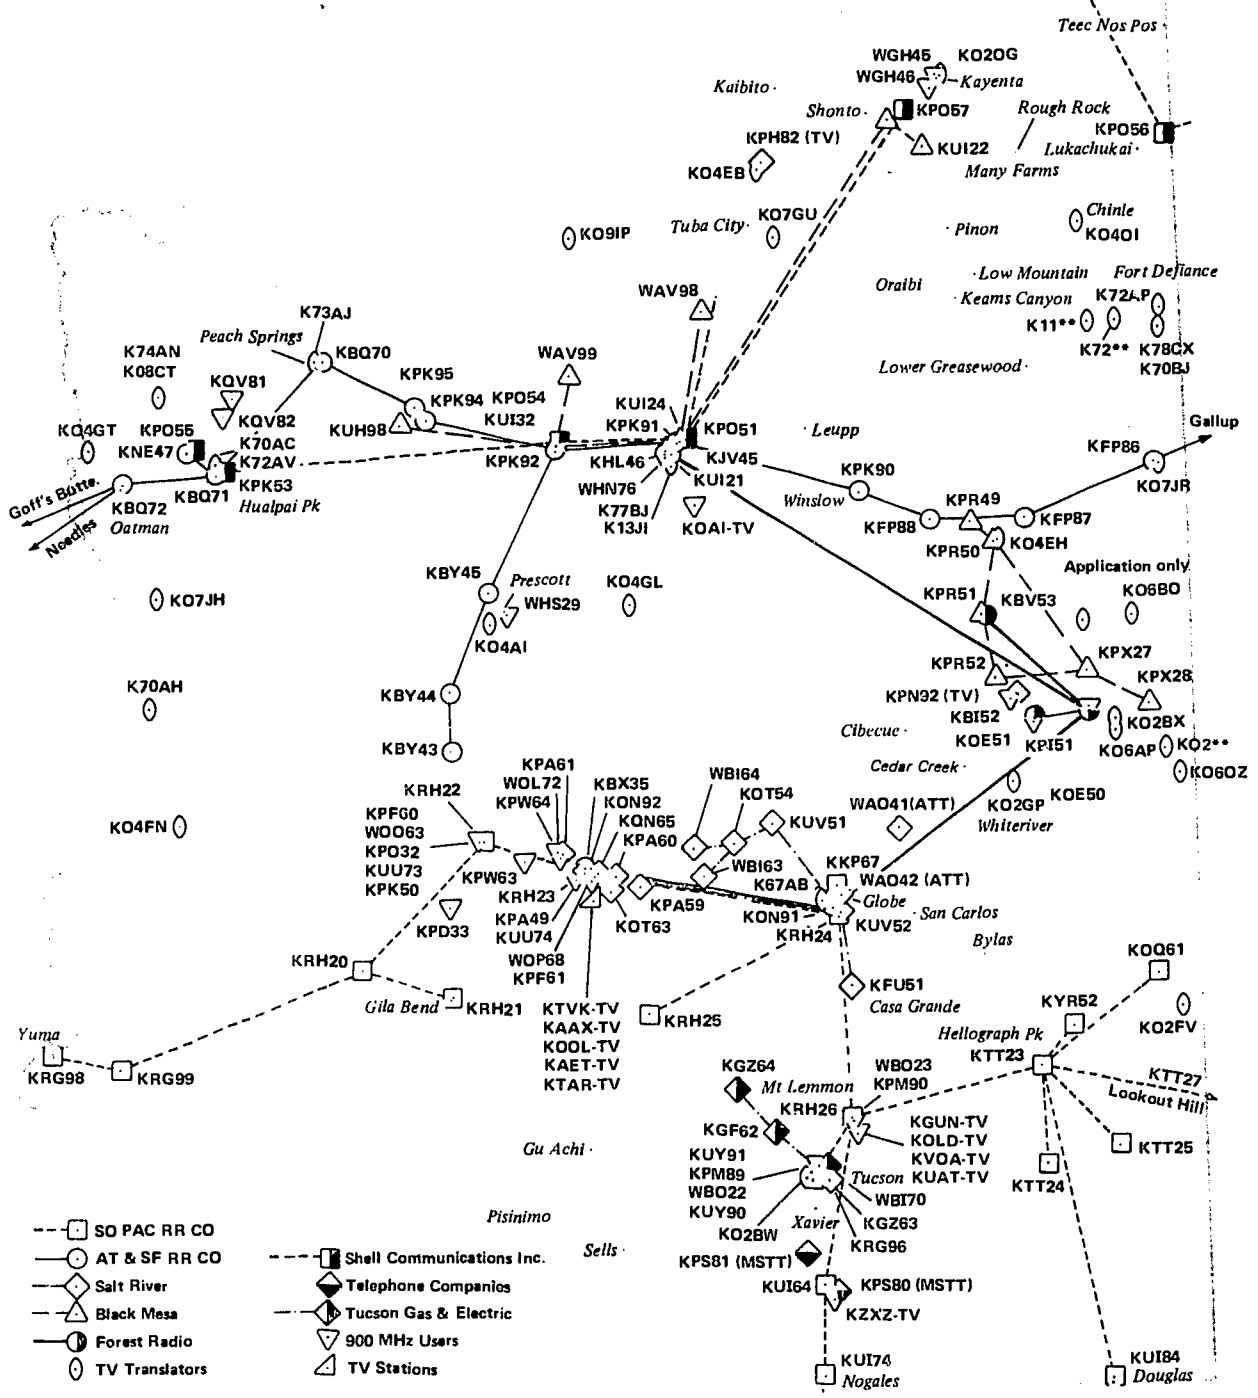 Teec Nos Pos
WGH45 KO2OG
WGH46
Kayenta
Kaibito
Shonto
KPO57
Rough Rock
KPO56
KPH82 (TV)
KUI22
Lukachukai
KO4EB
Many Farms
Chinle
KO4OI
KO9IP
Tuba City
KO7GU
Pinon
Low Mountain
Fort Defiance
Oraibi
Keams Canyon
K72AP
WAV98
K11**
K72**
K78CX
K70BJ
K73AJ
Peach Springs
KBQ70
K74AN
K08CT
WAV99
Lower Greasewood
KQV81
KPK95
KPK94
KPO54
KUI32
KUI24
KPK91
KPO51
Leupp
Gallup
KO4GT
KPO55
KNE47
KQV82
K70AC
K72AV
KPK53
KUH98
KPK92
KHL46
KJV45
KUI21
KPK90
KFP86
KO7JR
KBQ71
Hualpai Pk
WHN76
K77BJ
K13JI
KOAI-TV
Winslow
KPR49
KFP88
KFP87
Goff's Butte
KBQ72
Oatman
Needles
KPR50
KO4EH
KBY45
Prescott
WHS29
KO4GL
Application only
KO7JH
KO4AI
KPR51
KBV53
KO6BO
KPX27
KPR52
KPX28
K70AH
KBY44
KPN92 (TV)
KBI52
KO2BX
KBY43
Cibecue
KOE51
KPI51
KO6AP
KO2**
KPA61
WOL72
KPW64
KBX35
KON92
KQN65
KPA60
WBI64
KOT54
Cedar Creek
KO6OZ
KRH22
KO2GP
KOE50
Whiteriver
WAO41(ATT)
KPF60
WOO63
KPO32
KUU73
KPK50
KO4FN
KUV51
KPW63
WBI63
KKP67
K67AB
WAO42 (ATT)
Globe
KRH23
KPA59
KON91
KRH24
KUV52
San Carlos
KPA49
KUU74
KOT63
KPD33
WOP68
KPF61
Bylas
KRH20
KOQ61
Gila Bend
KRH21
KTVK-TV
KAAX-TV
KOOL-TV
KAET-TV
KTAR-TV
KRH25
KFU51
Casa Grande
KYR52
KO2FV
Yuma
KRG98
KRG99
Hellograph Pk
KTT23
KTT27
Lookout Hill
KGZ64
Mt Lemmon
WBO23
KPM90
KRH26
KGF62
KGUN-TV
KOLD-TV
KVOA-TV
KUAT-TV
Gu Achi
KUY91
KPM89
WBO22
KUY90
KO2BW
Tucson
WBI70
KGZ63
KRG96
KTT25
KTT24
Pisinimo
Xavier
Sells
KPS81 (MSTT)
KUI64
KPS80 (MSTT)
KZXZ-TV
SO PAC RR CO
AT & SF RR CO
Salt River
Black Mesa
Forest Radio
TV Translators
Shell Communications Inc.
Telephone Companies
Tucson Gas & Electric
900 MHz Users
TV Stations
KUI74
Nogales
KUI84
Douglas